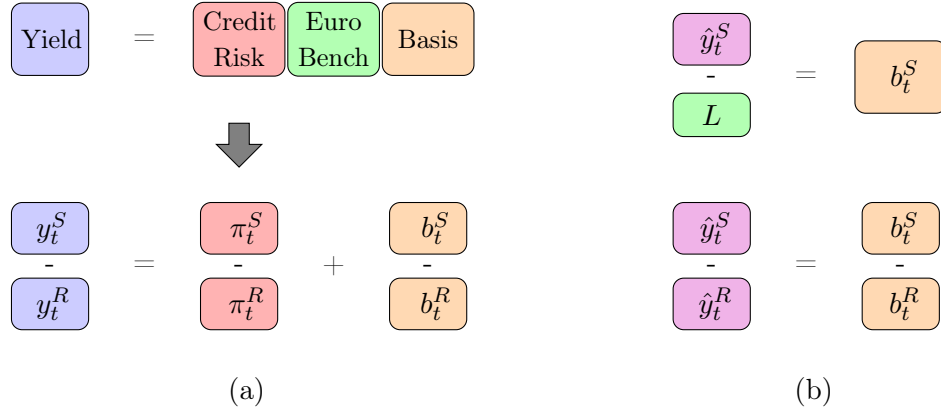 Yield = Credit Risk Euro Bench Basis
y_t^S - y_t^R = π_t^S - π_t^R + b_t^S - b_t^R
(a)
ŷ_t^S - L = b_t^S
ŷ_t^S - ŷ_t^R = b_t^S - b_t^R
(b)